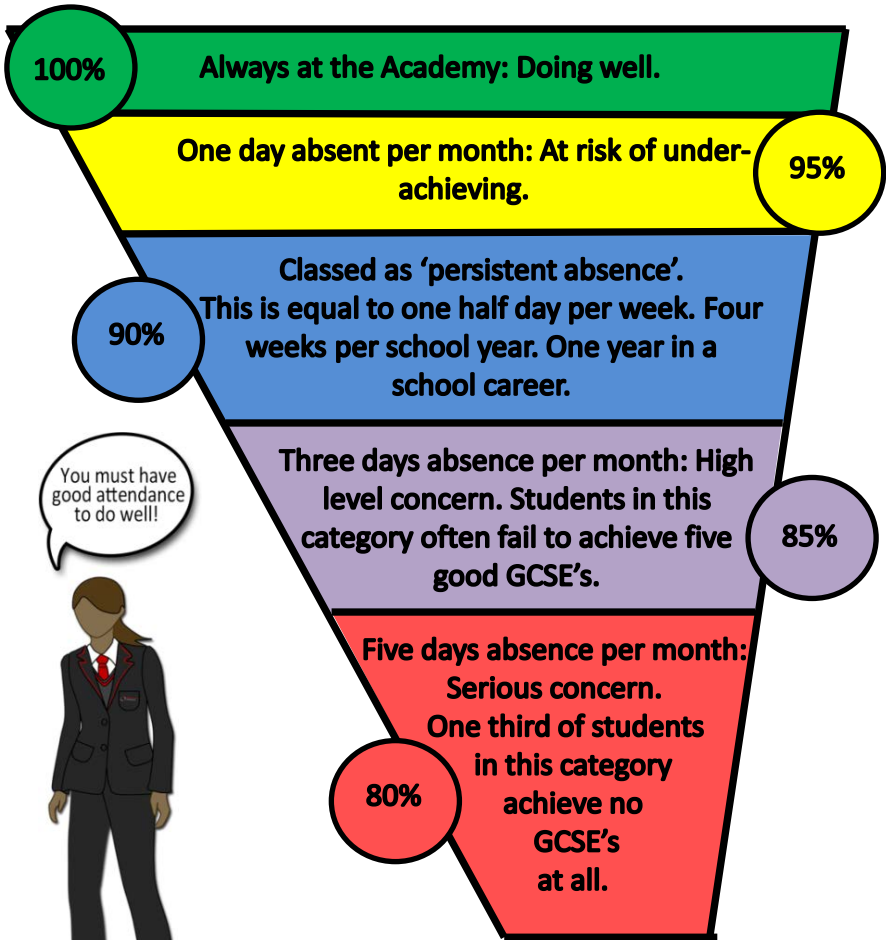 100%
Always at the Academy: Doing well.
One day absent per month: At risk of under-
achieving.
95%
Classed as ‘persistent absence’.
This is equal to one half day per week. Four
weeks per school year. One year in a
school career.
90%
Three days absence per month: High
level concern. Students in this
category often fail to achieve five
good GCSE’s.
85%
You must have
good attendance
to do well!
Five days absence per month:
Serious concern.
One third of students
in this category
achieve no
GCSE’s
at all.
80%